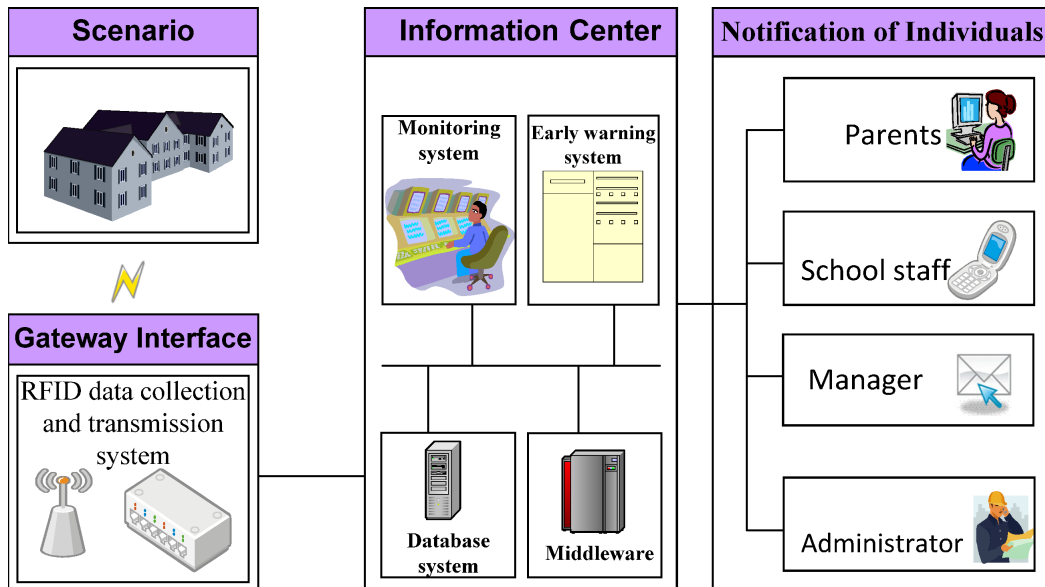 Scenario
Gateway Interface
RFID data collection
and transmission
system
Information Center
Monitoring
system
Early warning
system
Database
system
Middleware
Notification of Individuals
Parents
School staff
Manager
Administrator